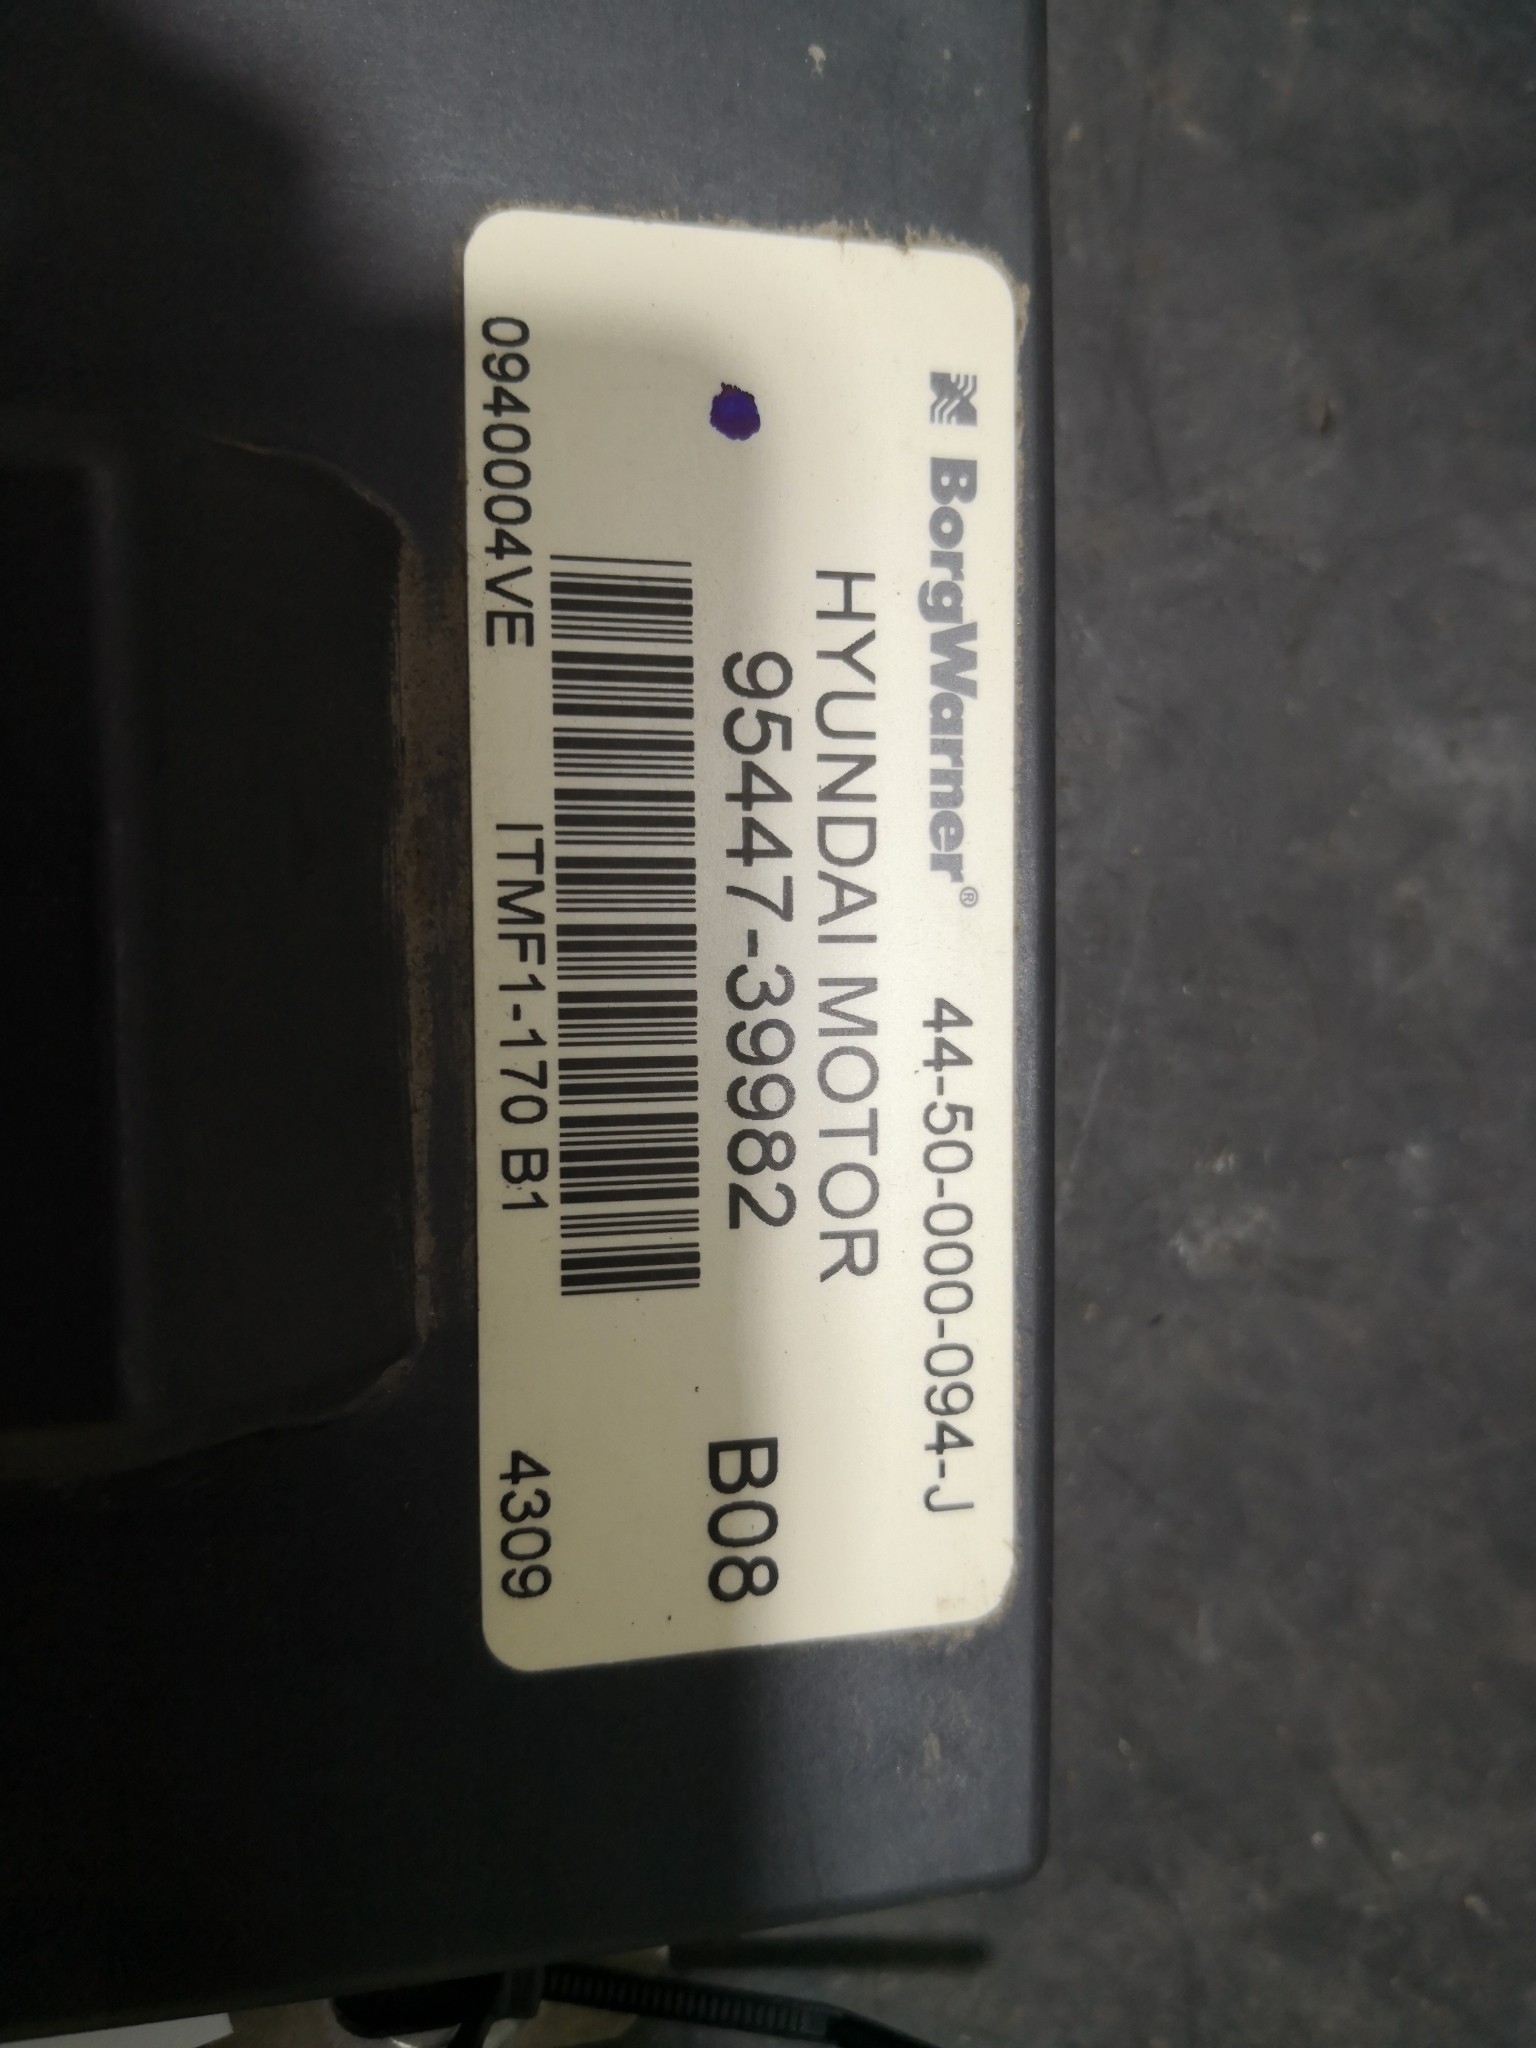 BorgWarner® 44-50-000-094-J
HYUNDAI MOTOR
95447-39982 B08
0940004VE ITMF1-170 B1 4309